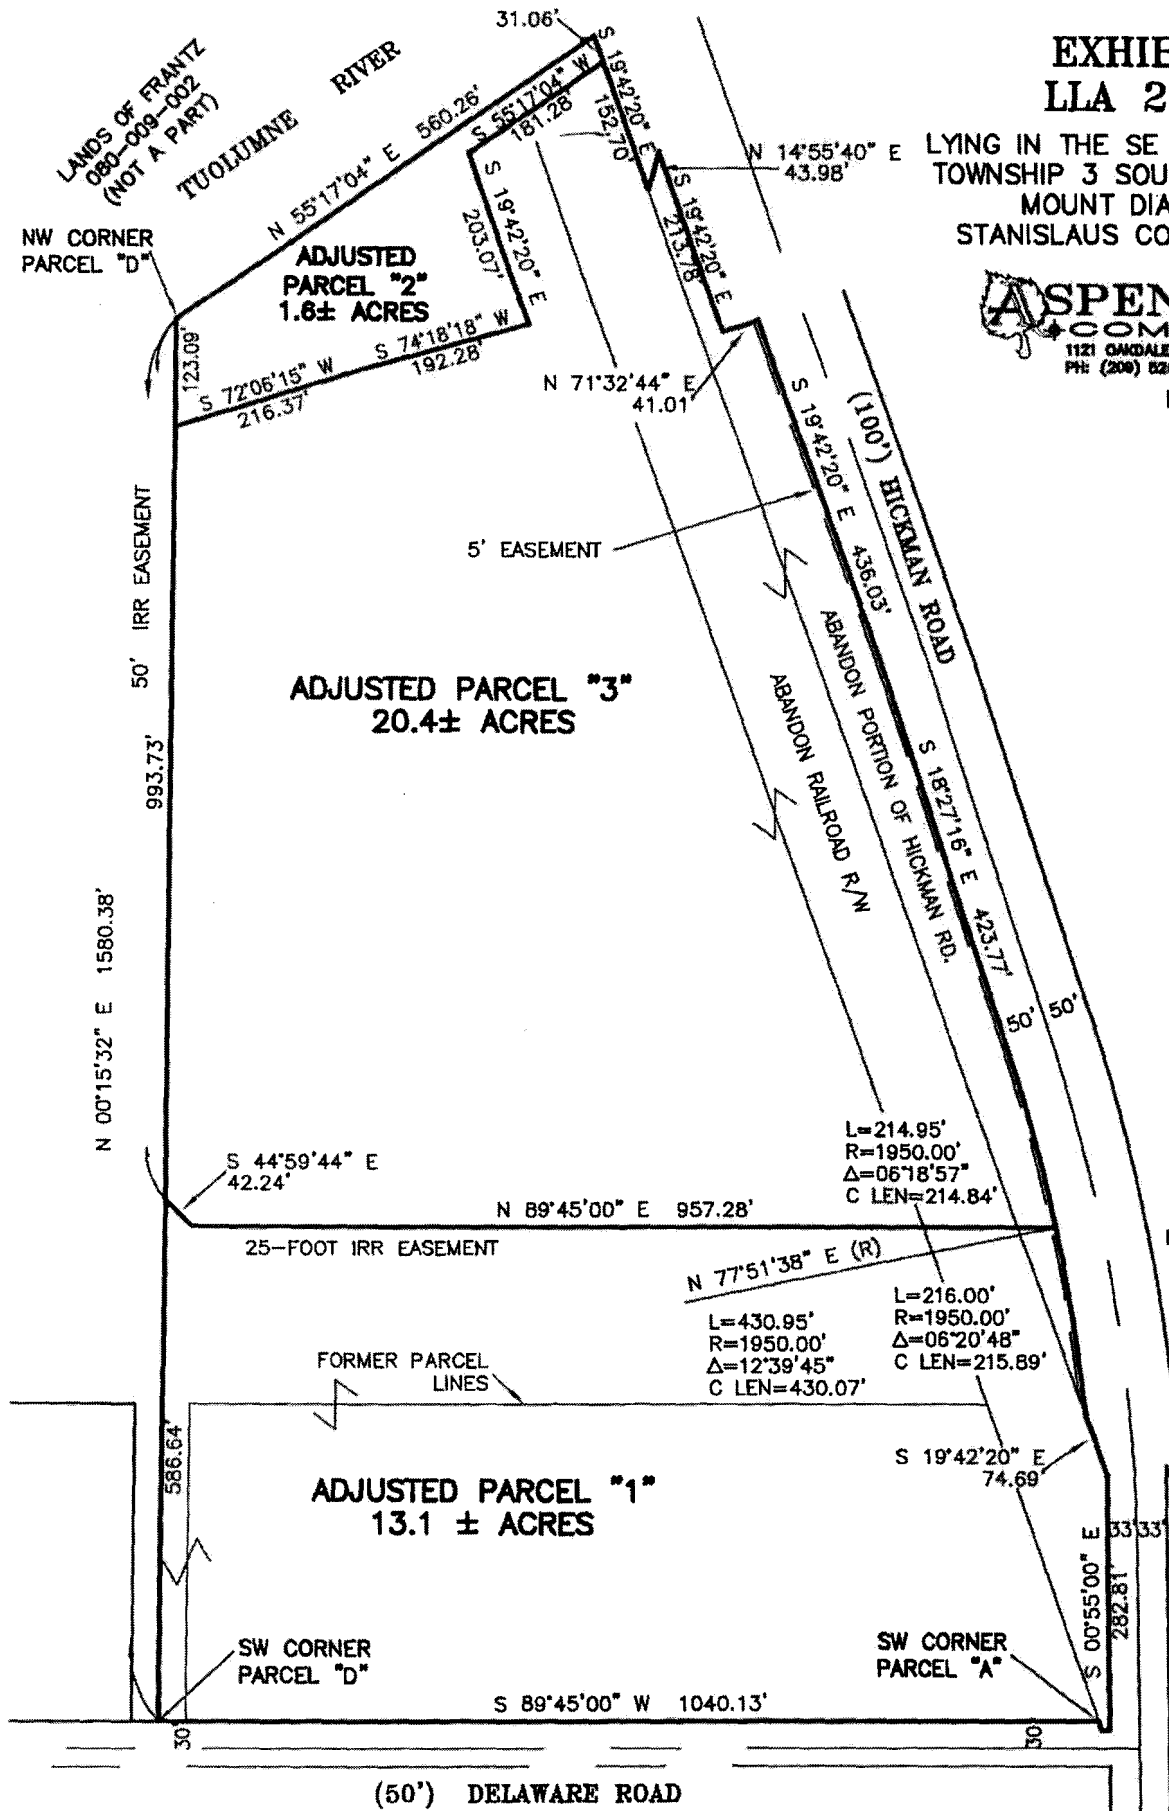 31.06'
EXHIB
LLA 2
LYING IN THE SE
TOWNSHIP 3 SOU
MOUNT DIA
STANISLAUS CO
ASPEN
COM
1121 OAKDALE
PH: (209) 52
LANDS OF FRANTZ
080-009-002
(NOT A PART)
TUOLUMNE RIVER
NW CORNER
PARCEL "D"
N 55°17'04" E 560.26'
S 55°17'04" W
181.28'
S 19°42'20" E
152.70'
N 14°55'40" E
43.98'
S 19°42'20" E
203.07'
S 19°42'20" E
213.78'
ADJUSTED
PARCEL "2"
1.6± ACRES
123.09'
S 72°06'15" W
216.37'
S 74°18'18" W
192.28'
N 71°32'44" E
41.01'
S 19°42'20" E 436.03'
(100') HICKMAN ROAD
5' EASEMENT
50' IRR EASEMENT
993.73'
ADJUSTED PARCEL "3"
20.4± ACRES
ABANDON PORTION OF HICKMAN RD.
ABANDON RAILROAD R/W
S 18°27'16" E 423.77'
50' 50'
N 00°15'32" E 1580.38'
S 44°59'44" E
42.24'
L=214.95'
R=1950.00'
Δ=06°18'57"
C LEN=214.84'
N 89°45'00" E 957.28'
25-FOOT IRR EASEMENT
N 77°51'38" E (R)
L=430.95'
R=1950.00'
Δ=12°39'45"
C LEN=430.07'
L=216.00'
R=1950.00'
Δ=06°20'48"
C LEN=215.89'
FORMER PARCEL
LINES
586.64'
S 19°42'20" E
74.69'
ADJUSTED PARCEL "1"
13.1 ± ACRES
S 00°55'00" E
282.81'
33' 33'
SW CORNER
PARCEL "D"
SW CORNER
PARCEL "A"
S 89°45'00" W 1040.13'
30'
30'
(50') DELAWARE ROAD